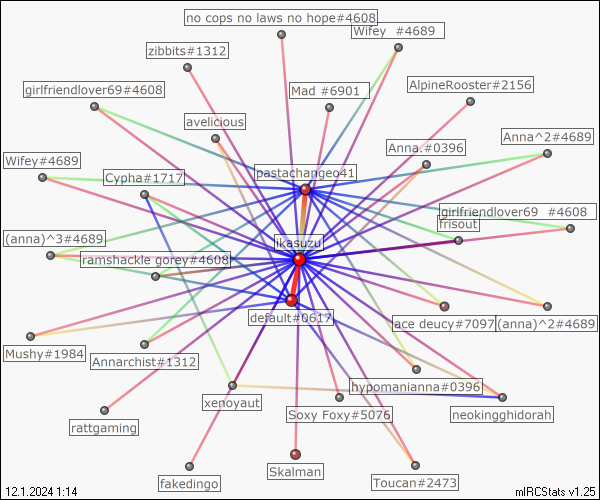 no cops no laws no hope#4608
Wifey  #4689
zibbits#1312
girlfriendlover69#4608
Mad #6901
AlpineRooster#2156
avelicious
Anna^2#4689
Anna.#0396
Wifey#4689
Cypha#1717
pastachangeo41
girlfriendlover69  #4608
frisout
(anna)^3#4689
ikasuzu
ramshackle gorey#4608
default#0617
ace deucy#7097
(anna)^2#4689
Mushy#1984
Annarchist#1312
hypomanianna#0396
xenoyaut
Soxy Foxy#5076
neokingghidorah
rattgaming
Skalman
fakedingo
Toucan#2473
12.1.2024 1:14
mIRCStats v1.25